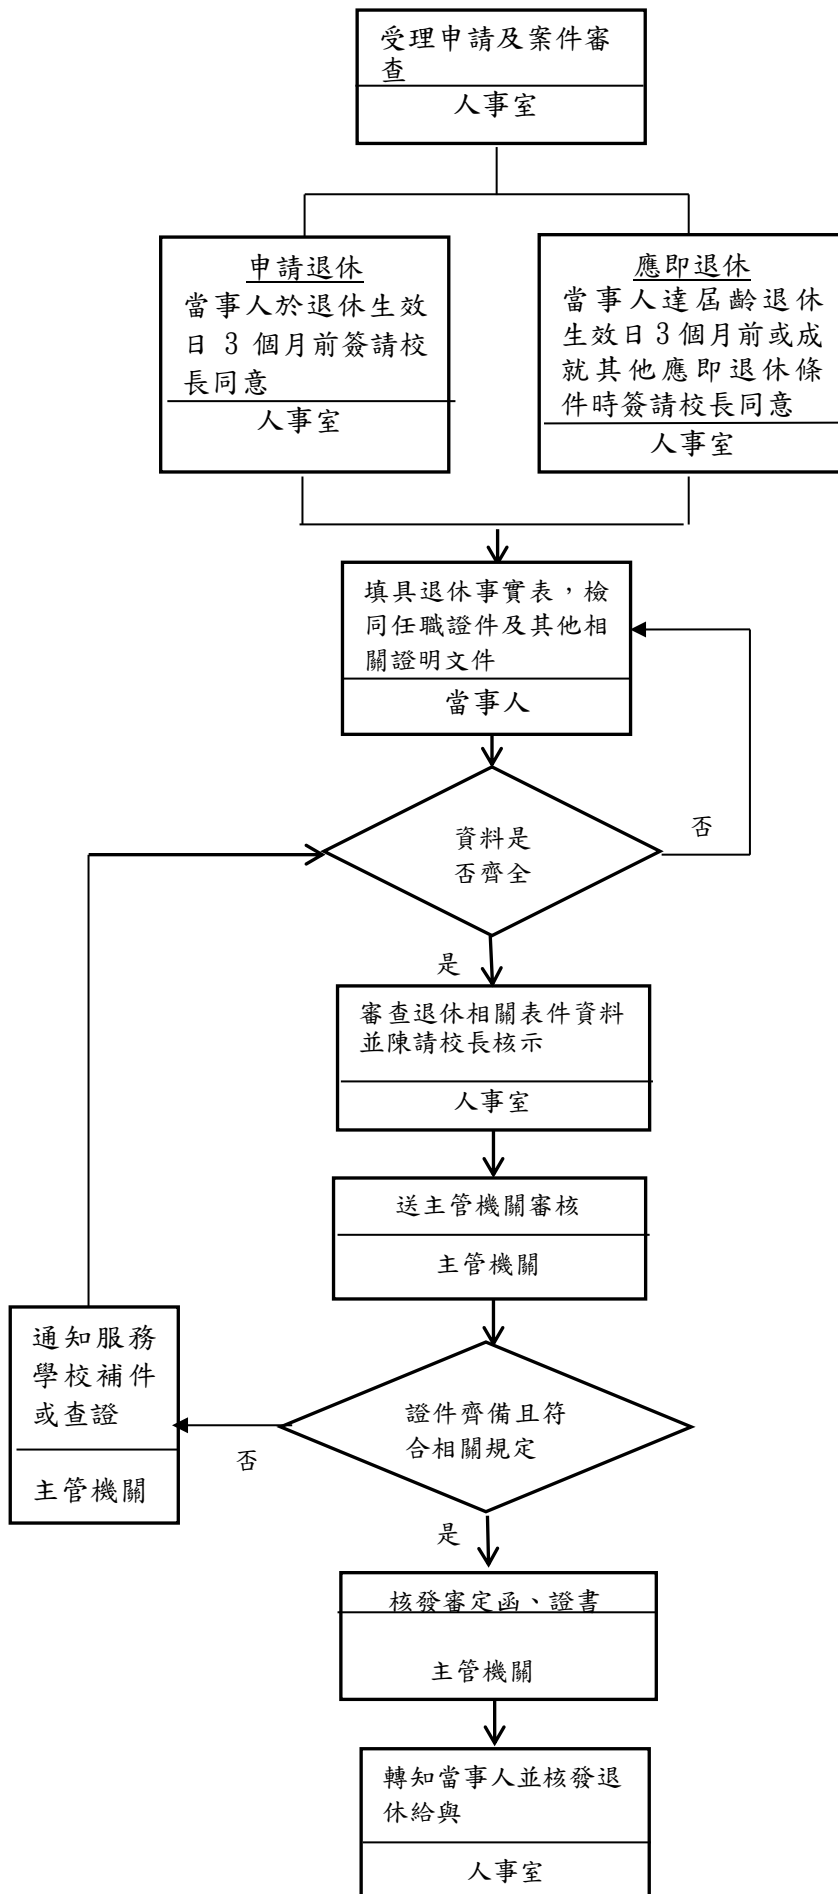 受理申請及案件審
查
人事室
申請退休
當事人於退休生效
日 3 個月前簽請校
長同意
人事室
應即退休
當事人達屆齡退休
生效日3個月前或成
就其他應即退休條
件時簽請校長同意
人事室
填具退休事實表，檢
同任職證件及其他相
關證明文件
當事人
資料是
否齊全
否
是
審查退休相關表件資料
並陳請校長核示
人事室
送主管機關審核
主管機關
通知服務
學校補件
或查證
主管機關
證件齊備且符
合相關規定
否
是
核發審定函、證書
主管機關
轉知當事人並核發退
休給與
人事室